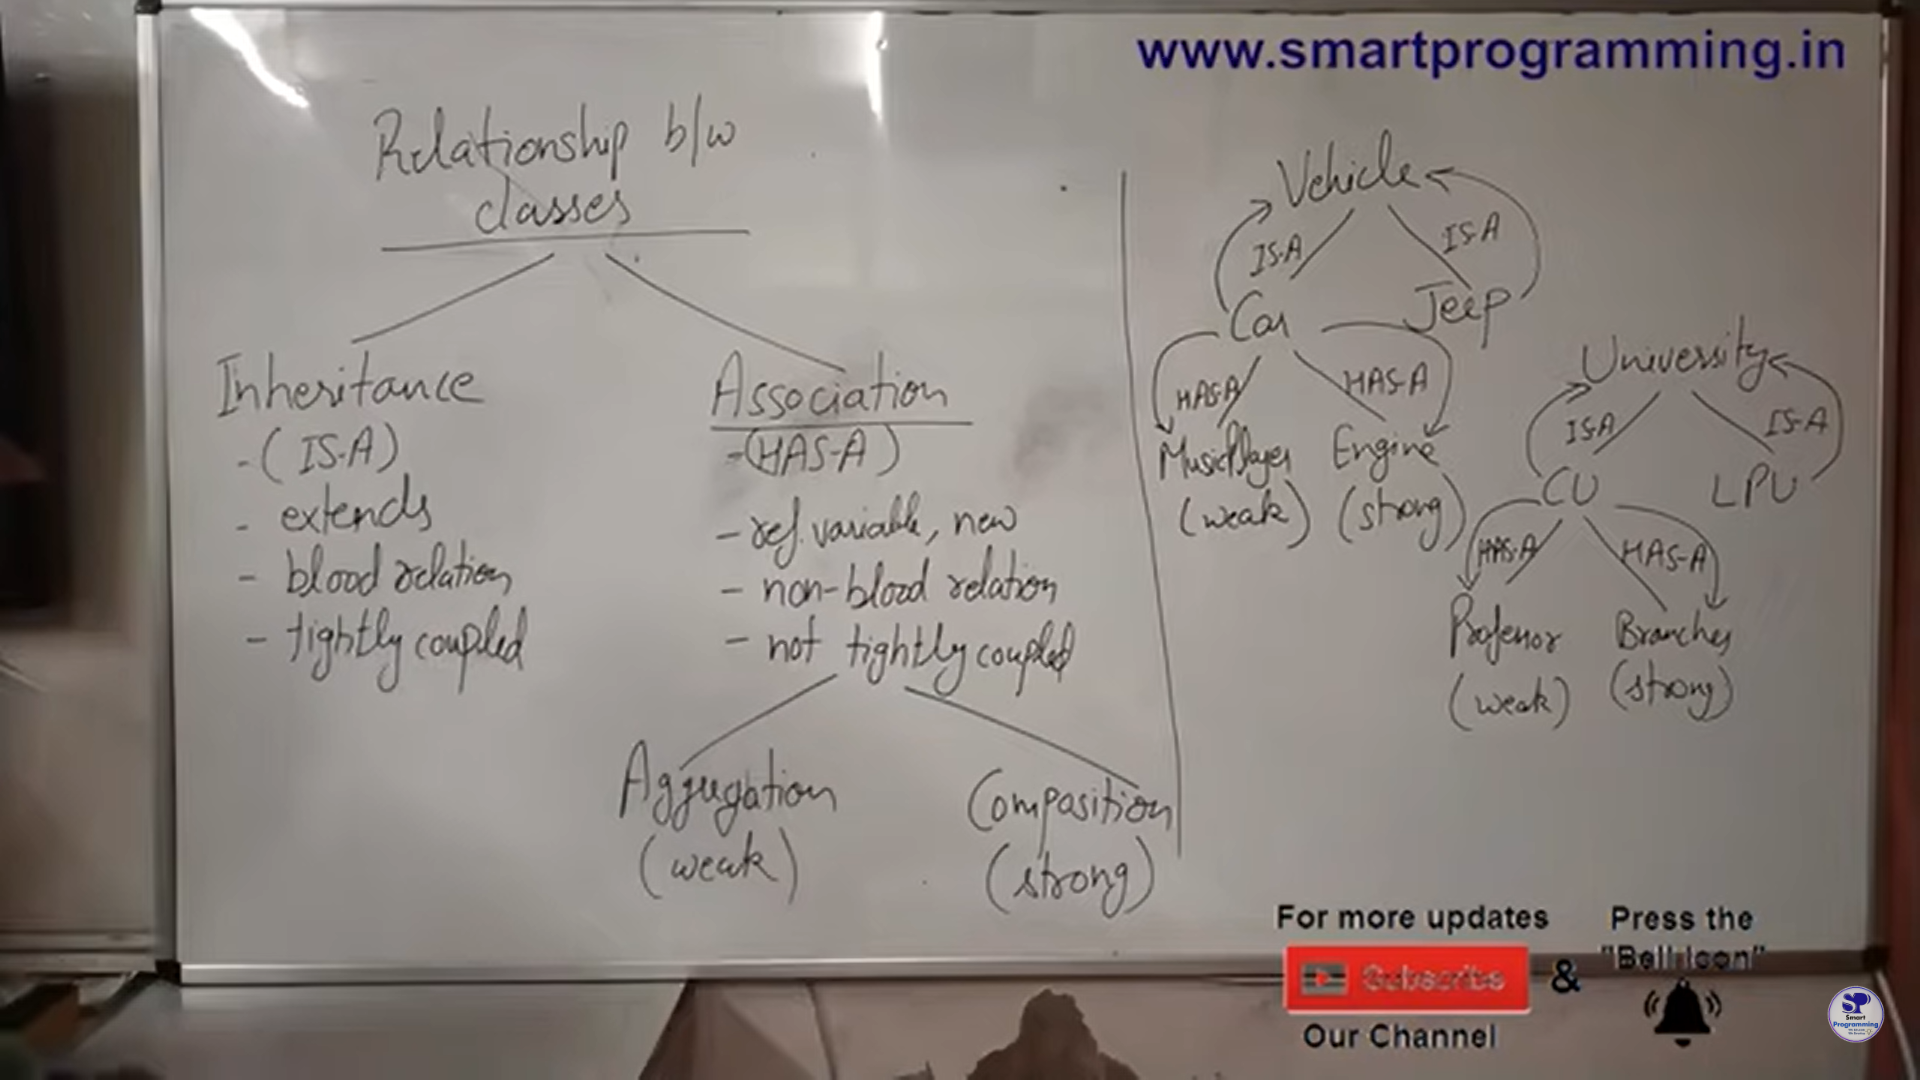 www.smartprogramming.in
Relationship b/w
classes
Inheritance
- (IS-A)
- extends
- blood relation
- tightly coupled
Association
- (HAS-A)
- ref. variable, new
- non-blood relation
- not tightly coupled
Aggregation
(weak)
Composition
(strong)
Vehicle
IS-A
IS-A
Car
Jeep
HAS-A
HAS-A
MusicPlayer
(weak)
Engine
(strong)
University
IS-A
IS-A
CU
LPU
HAS-A
HAS-A
Professor
(weak)
Branches
(strong)
For more updates
Subscribe
Our Channel
&
Press the
"Bell Icon"
SP
Smart
Programming